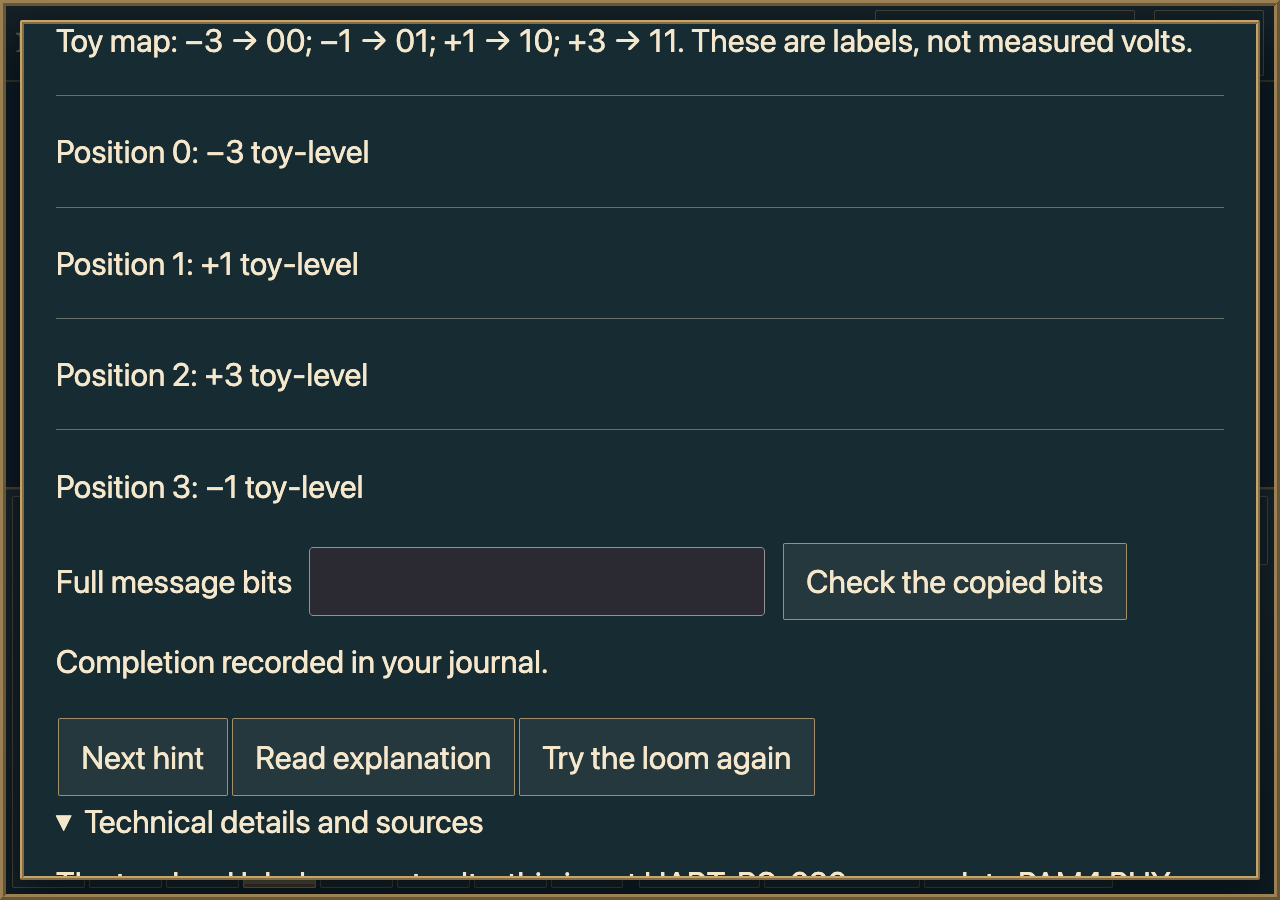 Toy map: −3 → 00; −1 → 01; +1 → 10; +3 → 11. These are labels, not measured volts.
Position 0: −3 toy-level
Position 1: +1 toy-level
Position 2: +3 toy-level
Position 3: −1 toy-level
Full message bits
Check the copied bits
Completion recorded in your journal.
Next hint
Read explanation
Try the loom again
▼ Technical details and sources